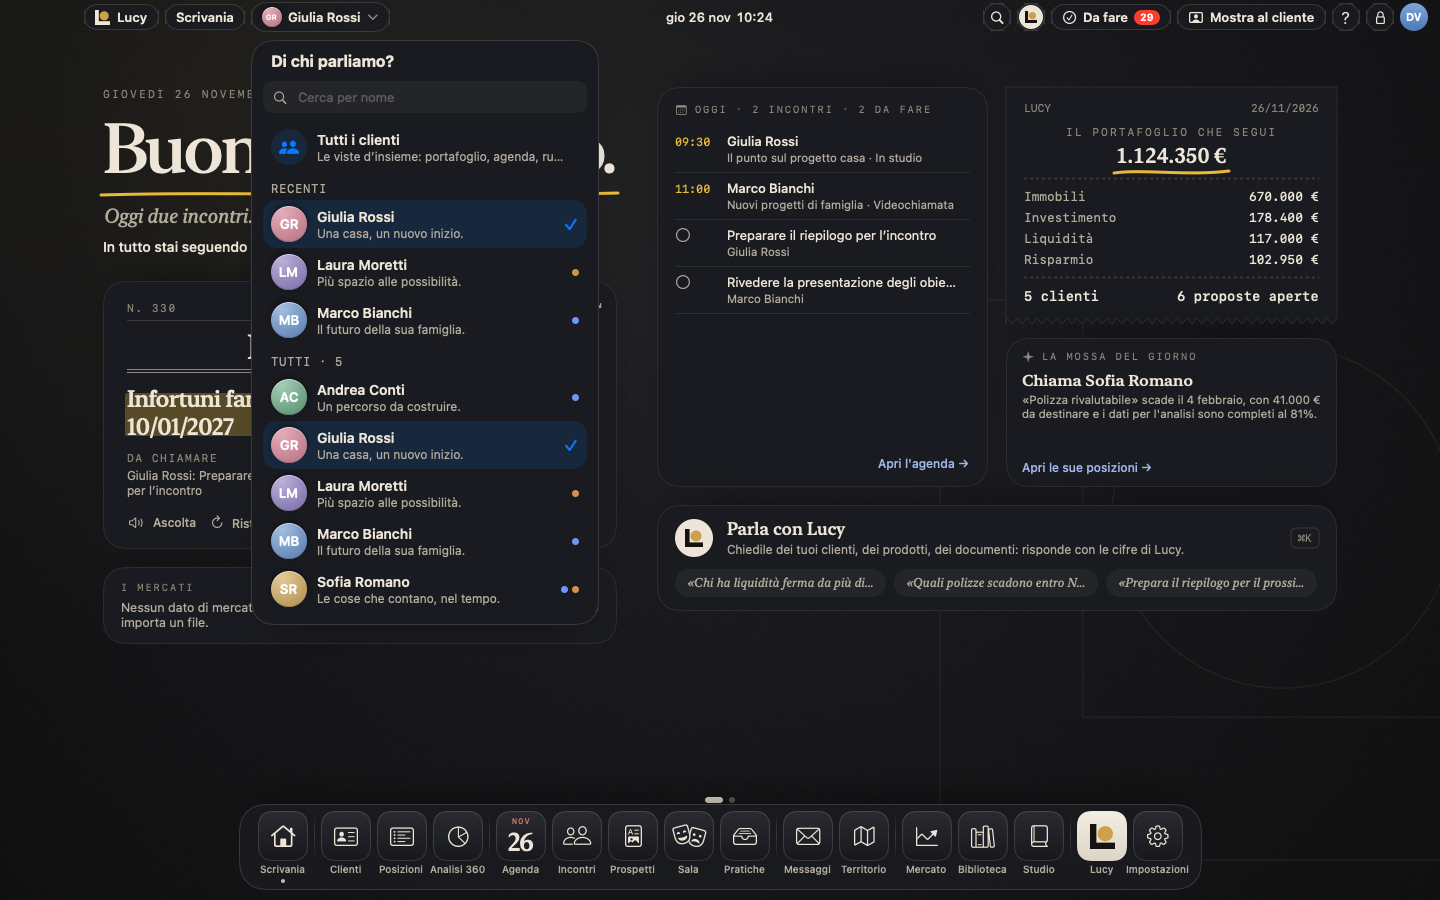 Lucy
Scrivania
GR Giulia Rossi
gio 26 nov 10:24
Da fare 29
Mostra al cliente
?
DV
Di chi parliamo?
Cerca per nome
Tutti i clienti
Le viste d’insieme: portafoglio, agenda, ru…
RECENTI
GR Giulia Rossi
Una casa, un nuovo inizio.
LM Laura Moretti
Più spazio alle possibilità.
MB Marco Bianchi
Il futuro della sua famiglia.
TUTTI · 5
AC Andrea Conti
Un percorso da costruire.
GR Giulia Rossi
Una casa, un nuovo inizio.
LM Laura Moretti
Più spazio alle possibilità.
MB Marco Bianchi
Il futuro della sua famiglia.
SR Sofia Romano
Le cose che contano, nel tempo.
GIOVEDÌ 26 NOVEM
Buon
Oggi due incontri.
In tutto stai seguendo
N. 330
Infortuni
10/01/2027
DA CHIAMARE
Giulia Rossi: Preparare
per l’incontro
Ascolta
I MERCATI
Nessun dato di mercat
importa un file.
OGGI · 2 INCONTRI · 2 DA FARE
09:30 Giulia Rossi
Il punto sul progetto casa · In studio
11:00 Marco Bianchi
Nuovi progetti di famiglia · Videochiamata
Preparare il riepilogo per l’incontro
Giulia Rossi
Rivedere la presentazione degli obie…
Marco Bianchi
Apri l'agenda →
LUCY 26/11/2026
IL PORTAFOGLIO CHE SEGUI
1.124.350 €
Immobili 670.000 €
Investimento 178.400 €
Liquidità 117.000 €
Risparmio 102.950 €
5 clienti 6 proposte aperte
LA MOSSA DEL GIORNO
Chiama Sofia Romano
«Polizza rivalutabile» scade il 4 febbraio, con 41.000 €
da destinare e i dati per l'analisi sono completi al 81%.
Apri le sue posizioni →
Parla con Lucy
Chiedile dei tuoi clienti, dei prodotti, dei documenti: risponde con le cifre di Lucy.
⌘K
«Chi ha liquidità ferma da più di…
«Quali polizze scadono entro N…
«Prepara il riepilogo per il prossi…
NOV
26
Scrivania
Clienti
Posizioni
Analisi 360
Agenda
Incontri
Prospetti
Sala
Pratiche
Messaggi
Territorio
Mercato
Biblioteca
Studio
Lucy
Impostazioni